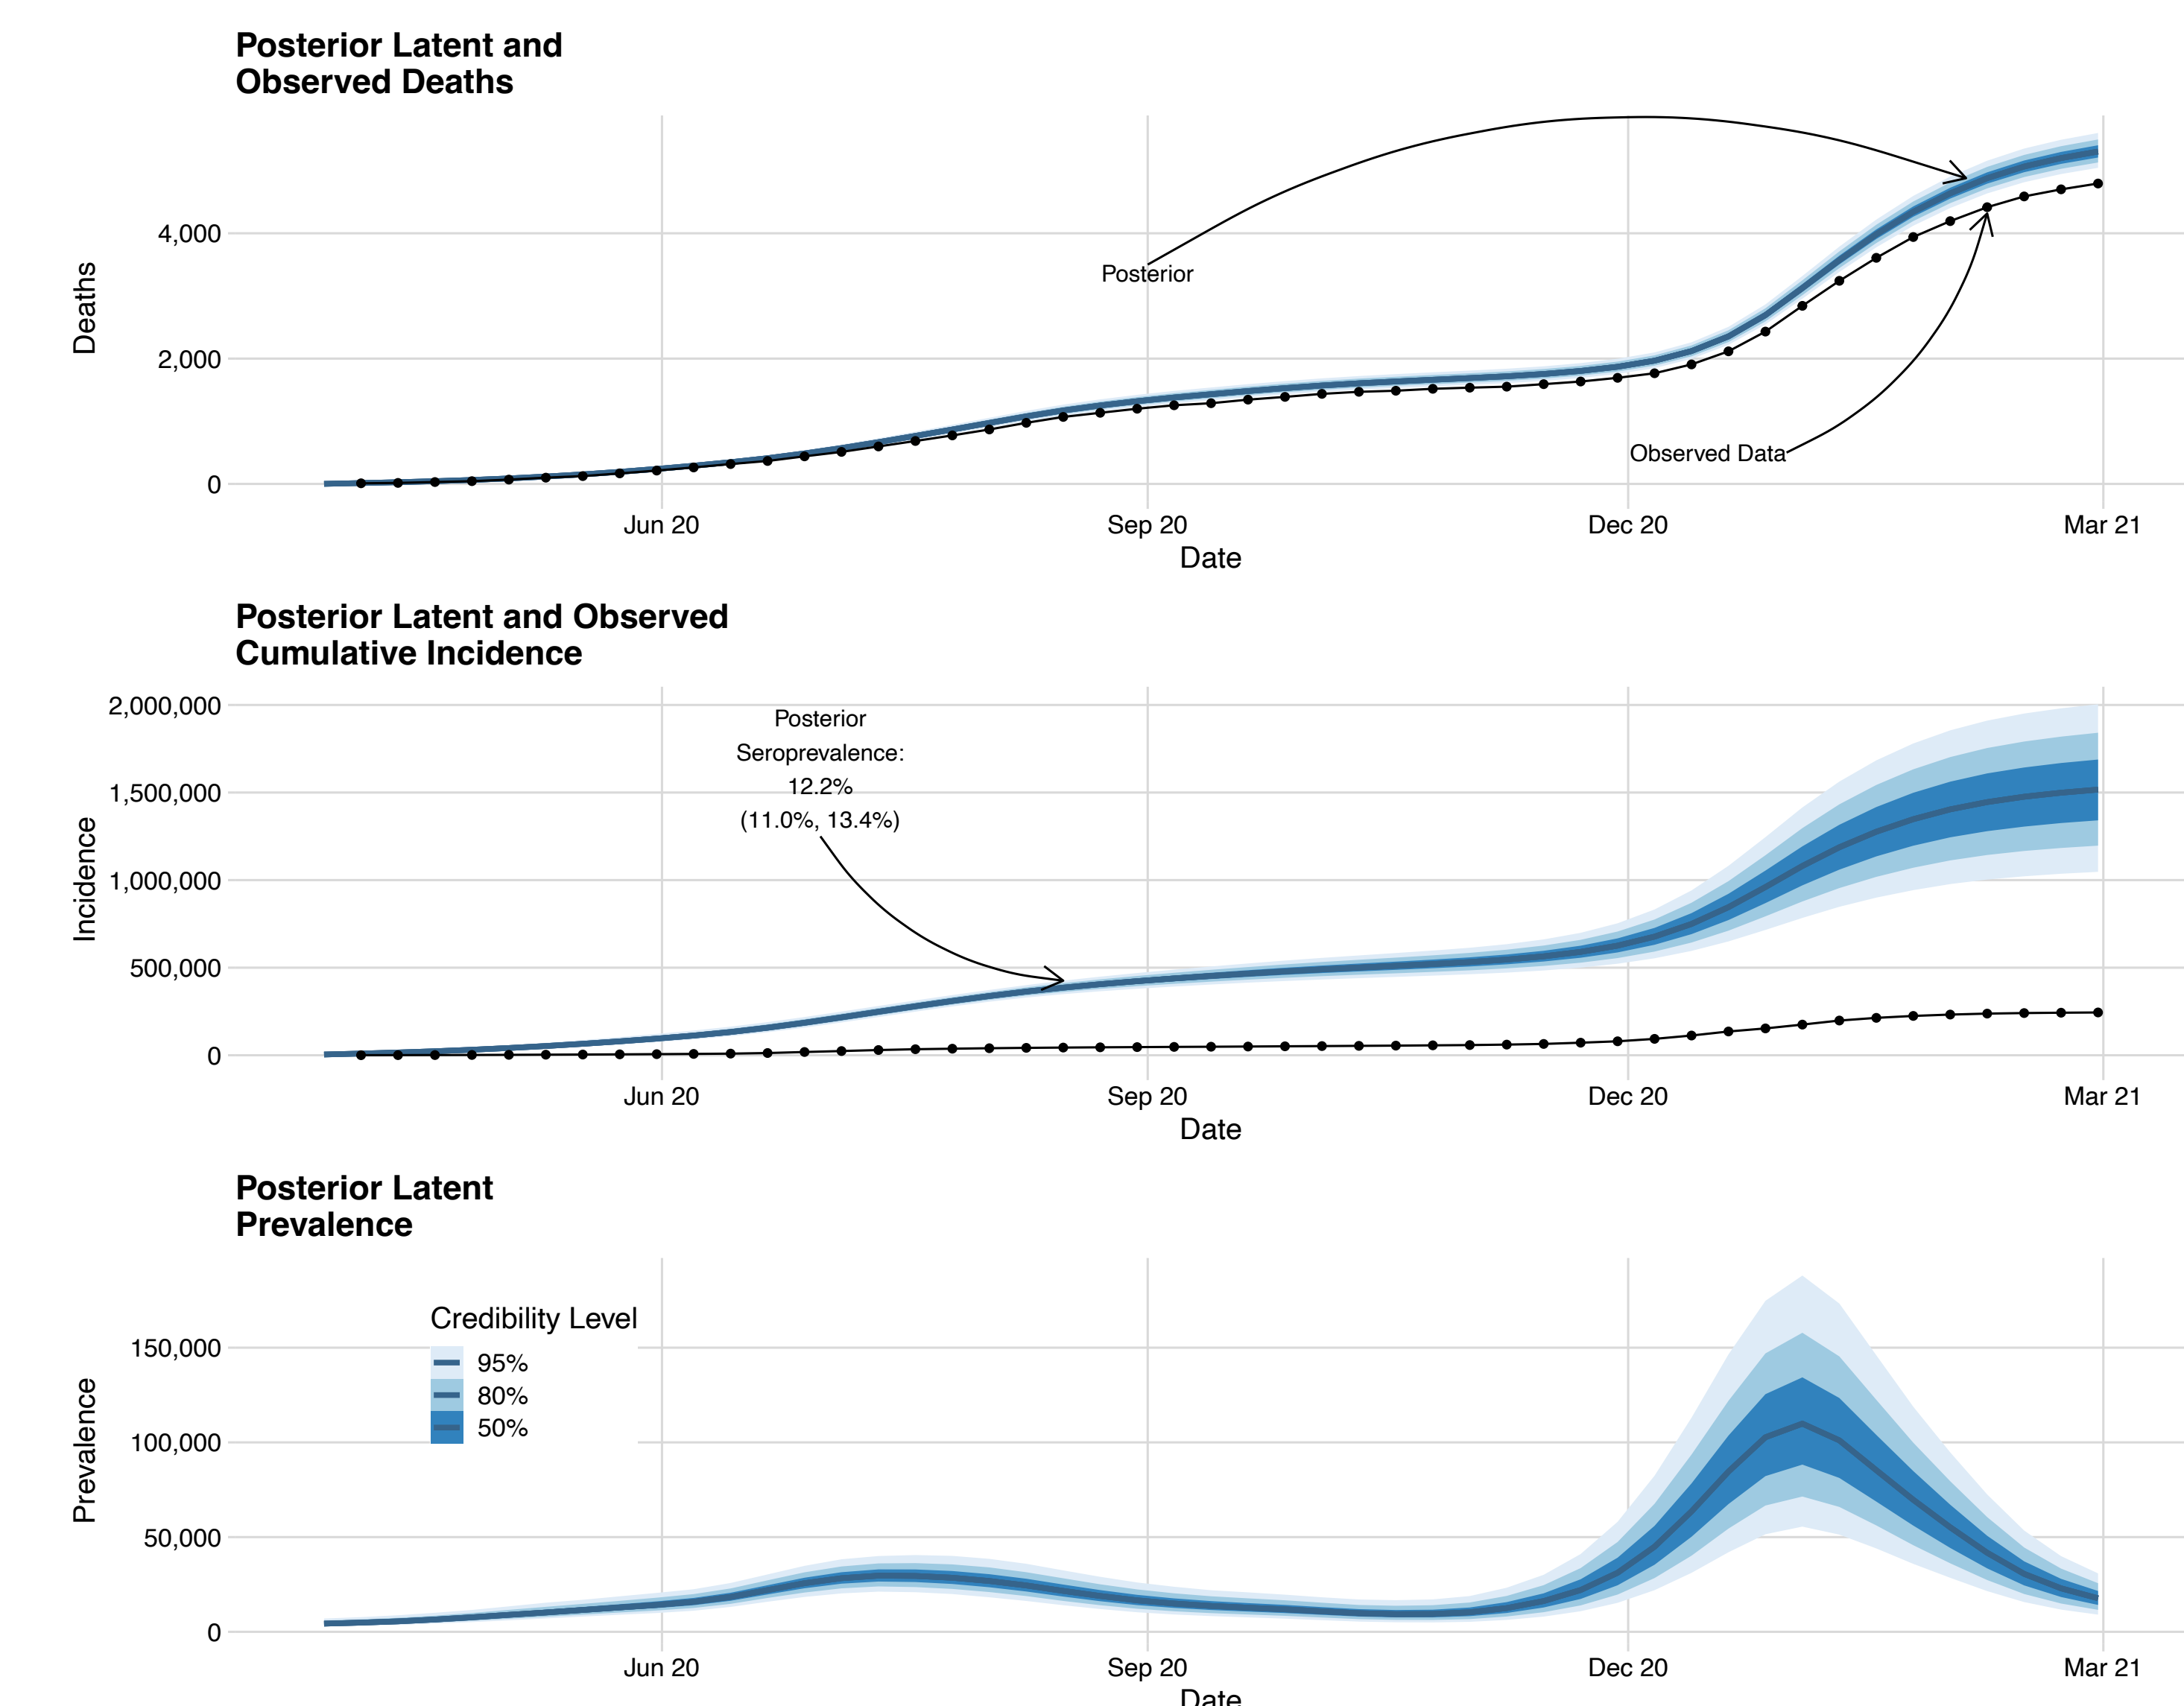 Posterior Latent and
Observed Deaths
Deaths
4,000
2,000
0
Posterior
Observed Data
Jun 20
Sep 20
Dec 20
Mar 21
Date
Posterior Latent and Observed
Cumulative Incidence
Incidence
2,000,000
1,500,000
1,000,000
500,000
0
Posterior
Seroprevalence:
12.2%
(11.0%, 13.4%)
Jun 20
Sep 20
Dec 20
Mar 21
Date
Posterior Latent
Prevalence
Prevalence
150,000
100,000
50,000
0
Credibility Level
95%
80%
50%
Jun 20
Sep 20
Dec 20
Mar 21
Date